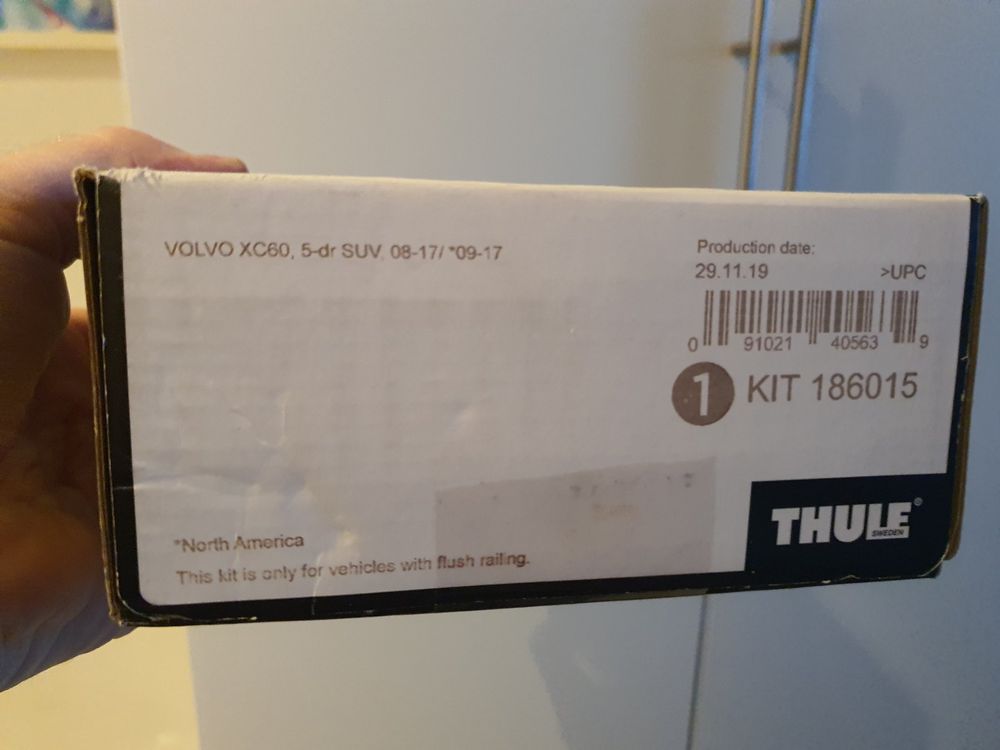 VOLVO XC60, 5-dr SUV, 08-17/ *09-17
Production date:
29.11.19 >UPC
0 91021 40563 9
1 KIT 186015
THULE®
SWEDEN
*North America
This kit is only for vehicles with flush railing.